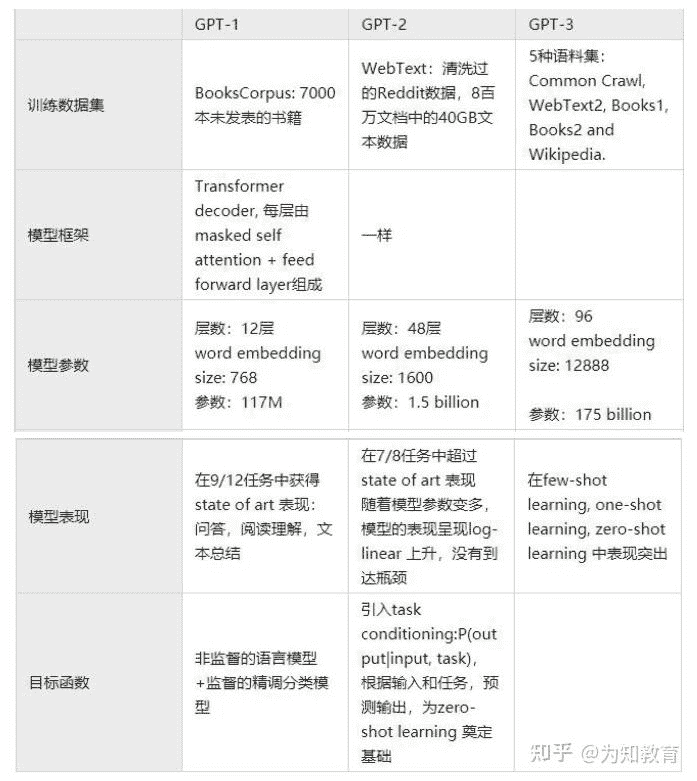 GPT-1
GPT-2
GPT-3
训练数据集
BooksCorpus: 7000
本未发表的书籍
WebText：清洗过
的Reddit数据，8百
万文档中的40GB文
本数据
5种语料集：
Common Crawl,
WebText2, Books1,
Books2 and
Wikipedia.
模型框架
Transformer
decoder, 每层由
masked self
attention + feed
forward layer组成
一样
模型参数
层数：12层
word embedding
size: 768
参数：117M
层数：48层
word embedding
size: 1600
参数：1.5 billion
层数：96
word embedding
size: 12888
参数：175 billion
模型表现
在9/12任务中获得
state of art 表现：
问答，阅读理解，文
本总结
在7/8任务中超过
state of art 表现
随着模型参数变多，
模型的表现呈现log-
linear 上升，没有到
达瓶颈
在few-shot
learning, one-shot
learning, zero-shot
learning 中表现突出
目标函数
非监督的语言模型
+监督的精调分类模
型
引入task
conditioning:P(out
put|input, task)，
根据输入和任务，预
测输出，为zero-
shot learning 奠定
基础
知乎 @为知教育